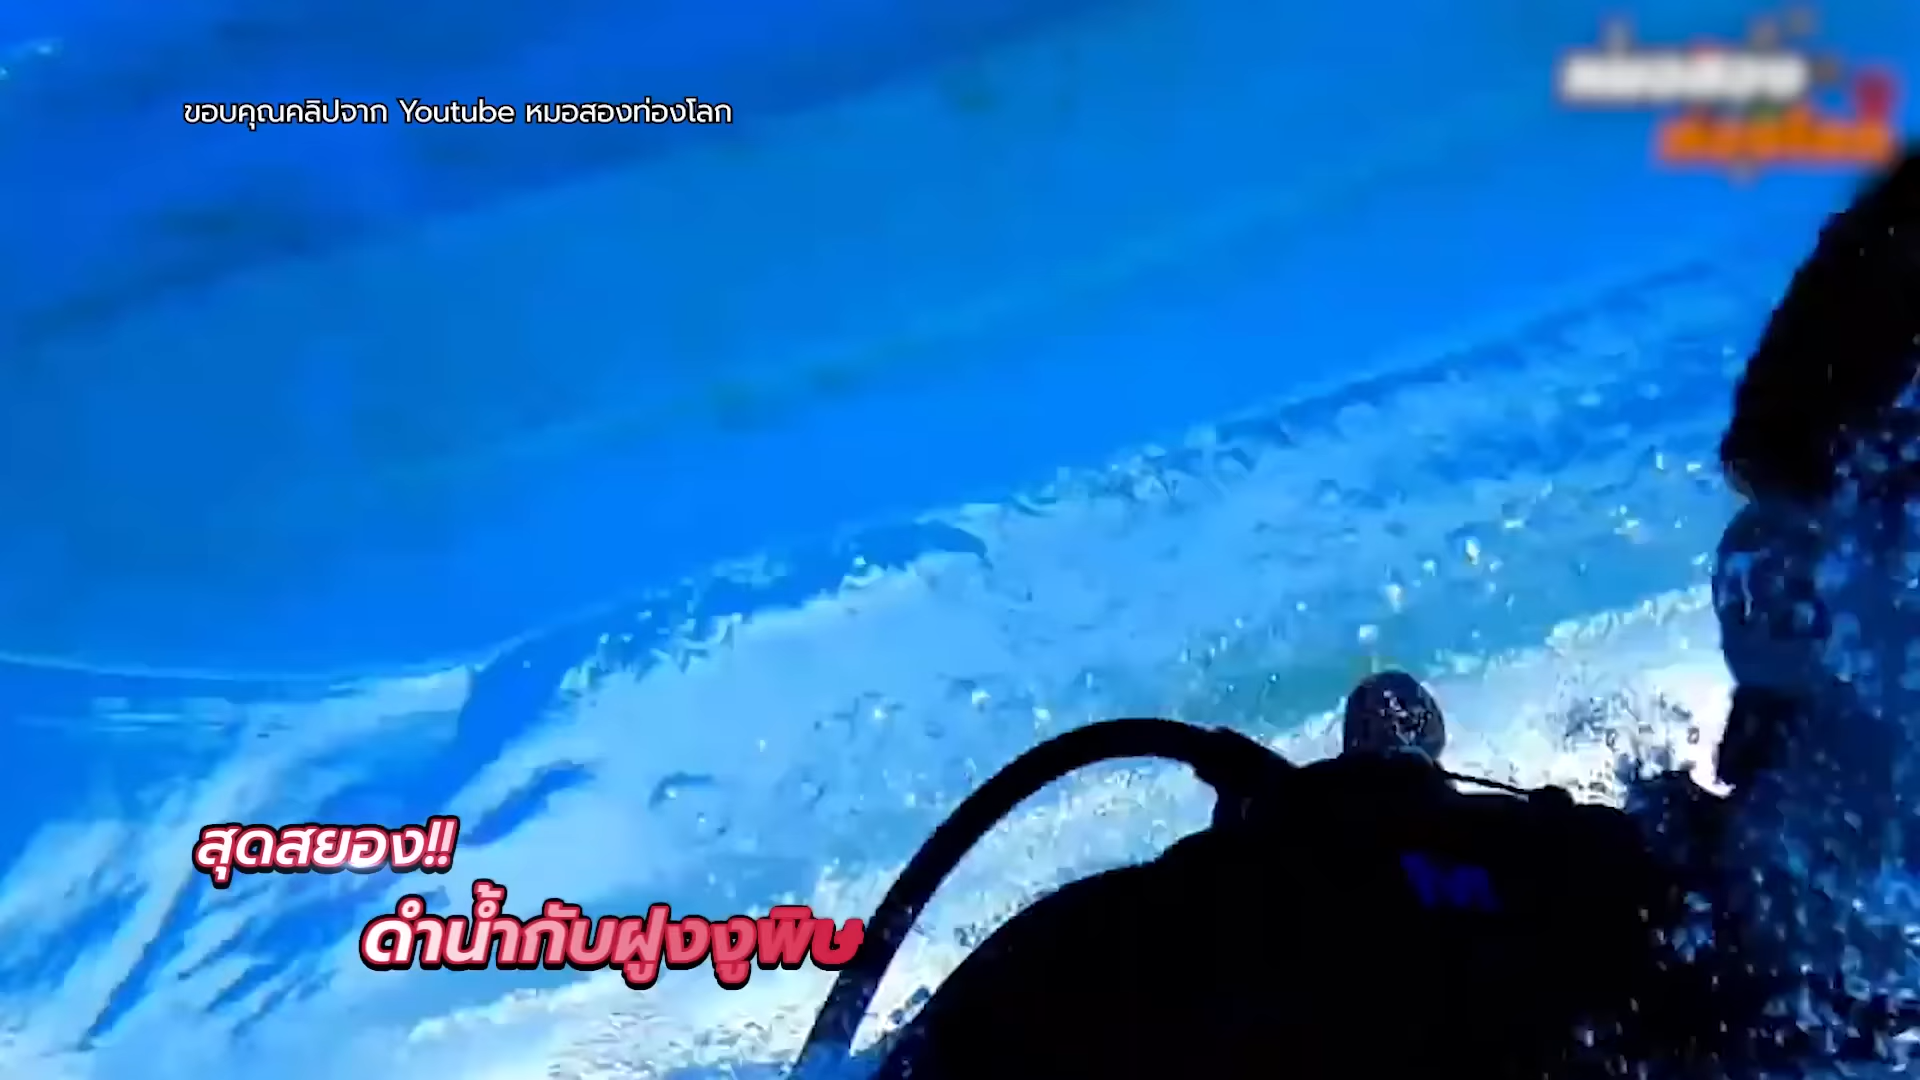 ขอบคุณคลิปจาก Youtube หมอสองท่องโลก
สุดสยอง!!
ดำน้ำกับฝูงงูพิษ